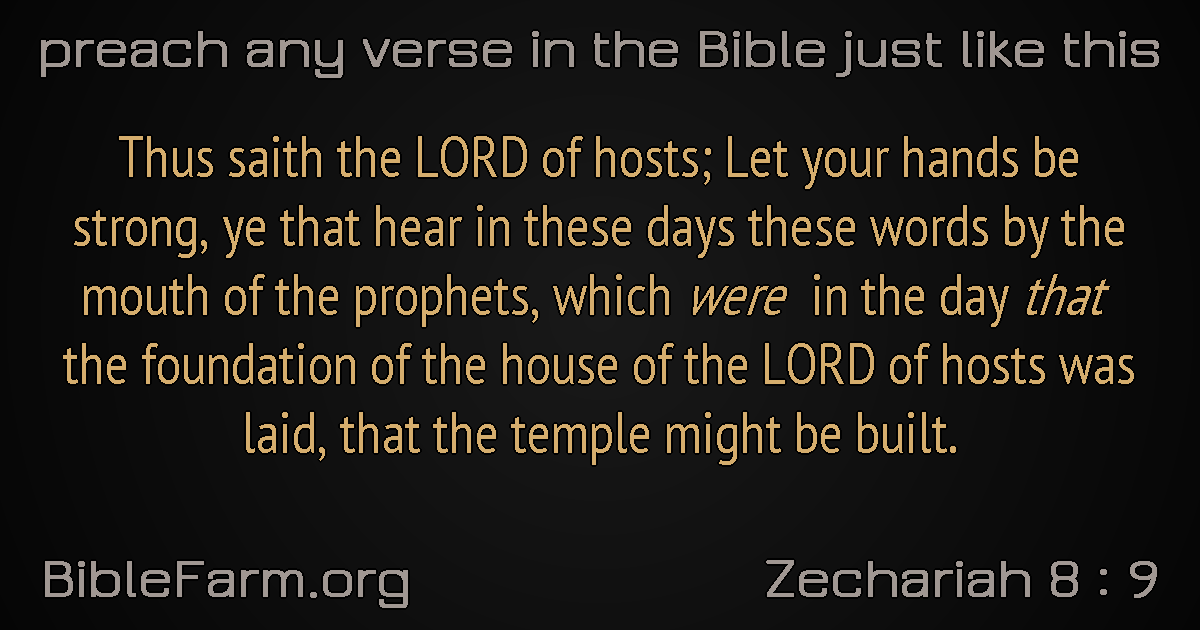 preach any verse in the Bible just like this
Thus saith the LORD of hosts; Let your hands be
strong, ye that hear in these days these words by the
mouth of the prophets, which were in the day that
the foundation of the house of the LORD of hosts was
laid, that the temple might be built.
BibleFarm.org
Zechariah 8 : 9